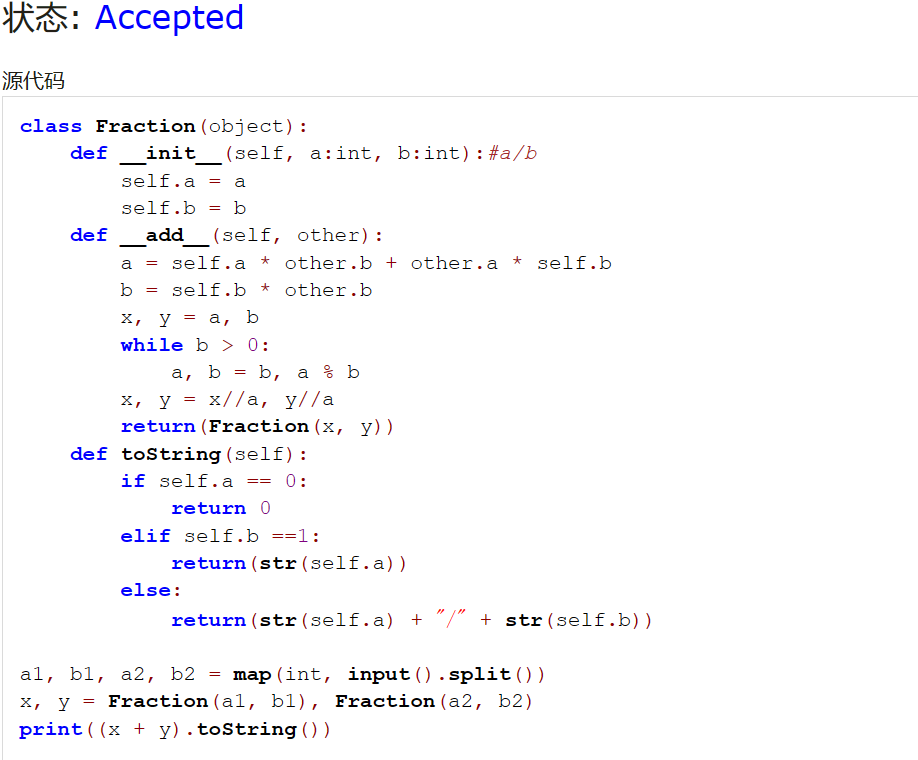 状态: Accepted
源代码
class Fraction(object):
    def __init__(self, a:int, b:int):#a/b
        self.a = a
        self.b = b
    def __add__(self, other):
        a = self.a * other.b + other.a * self.b
        b = self.b * other.b
        x, y = a, b
        while b > 0:
            a, b = b, a % b
        x, y = x//a, y//a
        return(Fraction(x, y))
    def toString(self):
        if self.a == 0:
            return 0
        elif self.b ==1:
            return(str(self.a))
        else:
            return(str(self.a) + "/" + str(self.b))
a1, b1, a2, b2 = map(int, input().split())
x, y = Fraction(a1, b1), Fraction(a2, b2)
print((x + y).toString())